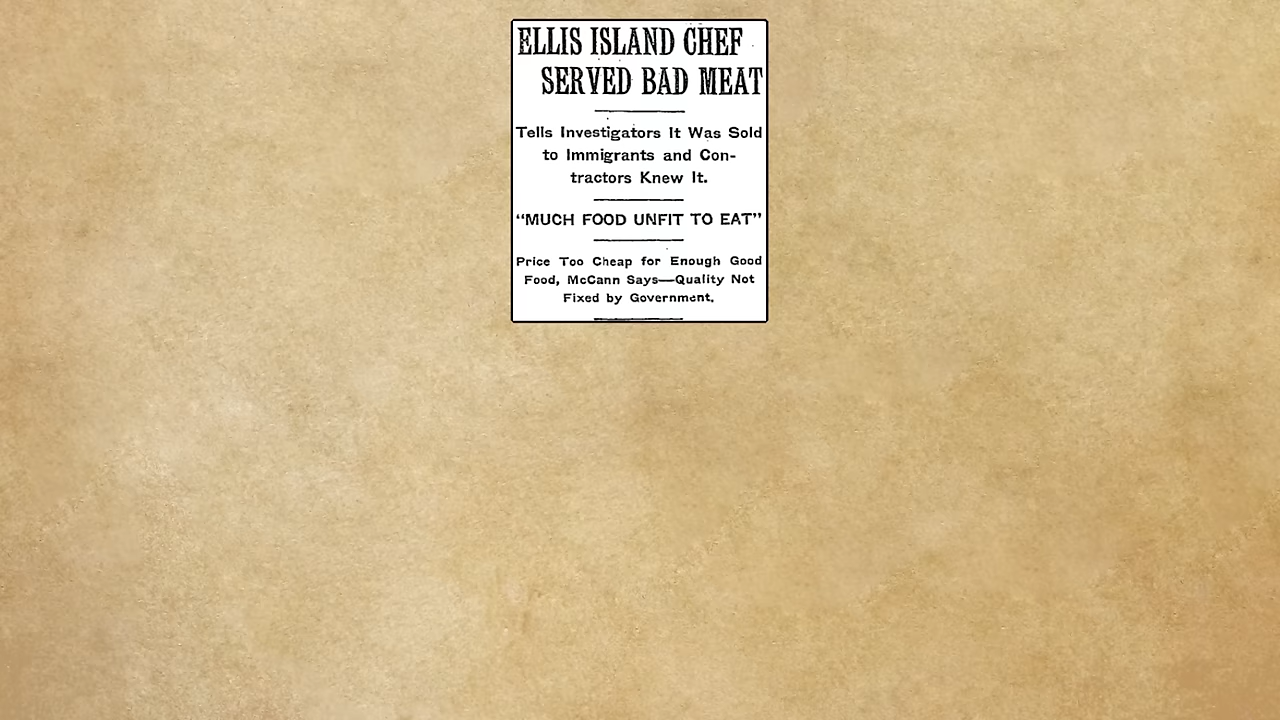 ELLIS ISLAND CHEF
SERVED BAD MEAT
Tells Investigators It Was Sold
to Immigrants and Con-
tractors Knew It.
“MUCH FOOD UNFIT TO EAT”
Price Too Cheap for Enough Good
Food, McCann Says—Quality Not
Fixed by Government.